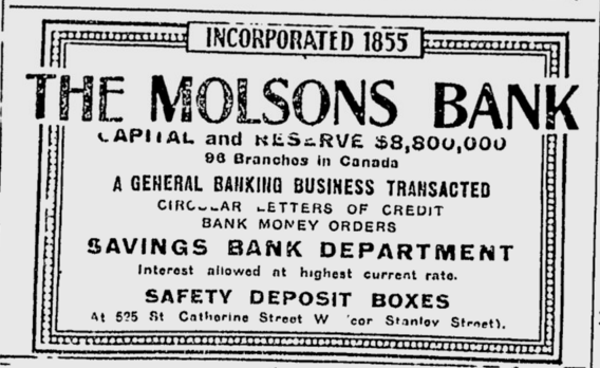 INCORPORATED 1855
THE MOLSONS BANK
CAPITAL and RESERVE $8,800,000
96 Branches in Canada
A GENERAL BANKING BUSINESS TRANSACTED
CIRCULAR LETTERS OF CREDIT
BANK MONEY ORDERS
SAVINGS BANK DEPARTMENT
Interest allowed at highest current rate.
SAFETY DEPOSIT BOXES
At 525 St Catherine Street W (cor Stanley Street).